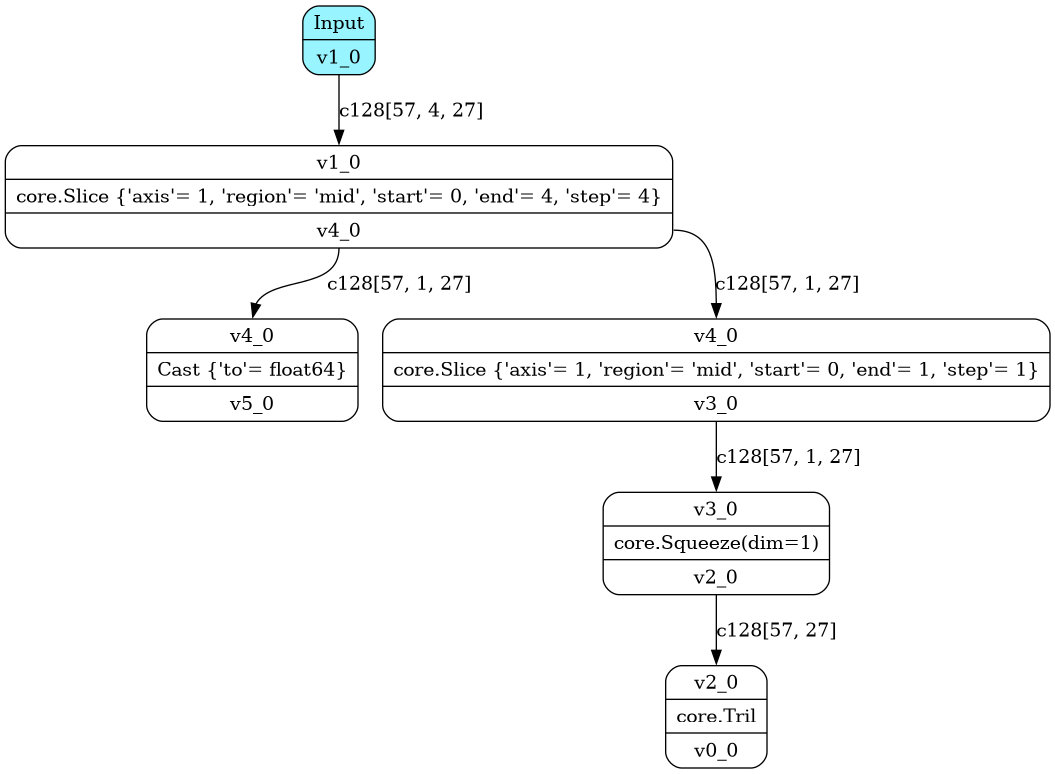 Input
v1_0
c128[57, 4, 27]
v1_0
core.Slice {'axis'= 1, 'region'= 'mid', 'start'= 0, 'end'= 4, 'step'= 4}
v4_0
c128[57, 1, 27]
c128[57, 1, 27]
v4_0
Cast {'to'= float64}
v5_0
v4_0
core.Slice {'axis'= 1, 'region'= 'mid', 'start'= 0, 'end'= 1, 'step'= 1}
v3_0
c128[57, 1, 27]
v3_0
core.Squeeze(dim=1)
v2_0
c128[57, 27]
v2_0
core.Tril
v0_0